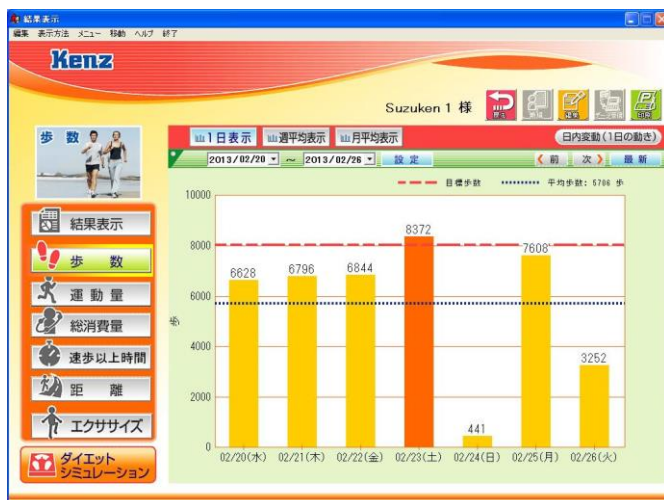 結果表示
編集 表示方法 メニュー 移動 ヘルプ 終了
Kenz
Suzuken 1 様
戻る 編集 印刷
歩 数
1日表示 週平均表示 月平均表示 日内変動(1日の動き)
2013/02/20 ～ 2013/02/26 設 定 前 次 最 新
目標歩数 平均歩数: 5706 歩
結果表示
歩 数
運 動 量
総消費量
速歩以上時間
距 離
エクササイズ
ダイエット
シミュレーション
歩
10000
8000
6000
4000
2000
0
6628 6796 6844 8372 441 7608 3252
02/20(水) 02/21(木) 02/22(金) 02/23(土) 02/24(日) 02/25(月) 02/26(火)